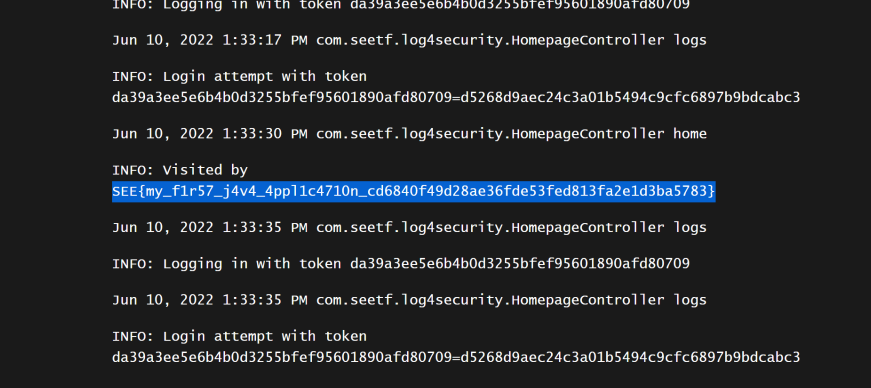 INFO: Logging in with token da39a3ee5e6b4b0d3255bfef95601890afd80709
Jun 10, 2022 1:33:17 PM com.seetf.log4security.HomepageController logs
INFO: Login attempt with token
da39a3ee5e6b4b0d3255bfef95601890afd80709=d5268d9aec24c3a01b5494c9cfc6897b9bdcabc3
Jun 10, 2022 1:33:30 PM com.seetf.log4security.HomepageController home
INFO: Visited by
SEE{my_f1r57_j4v4_4ppl1c4710n_cd6840f49d28ae36fde53fed813fa2e1d3ba5783}
Jun 10, 2022 1:33:35 PM com.seetf.log4security.HomepageController logs
INFO: Logging in with token da39a3ee5e6b4b0d3255bfef95601890afd80709
Jun 10, 2022 1:33:35 PM com.seetf.log4security.HomepageController logs
INFO: Login attempt with token
da39a3ee5e6b4b0d3255bfef95601890afd80709=d5268d9aec24c3a01b5494c9cfc6897b9bdcabc3